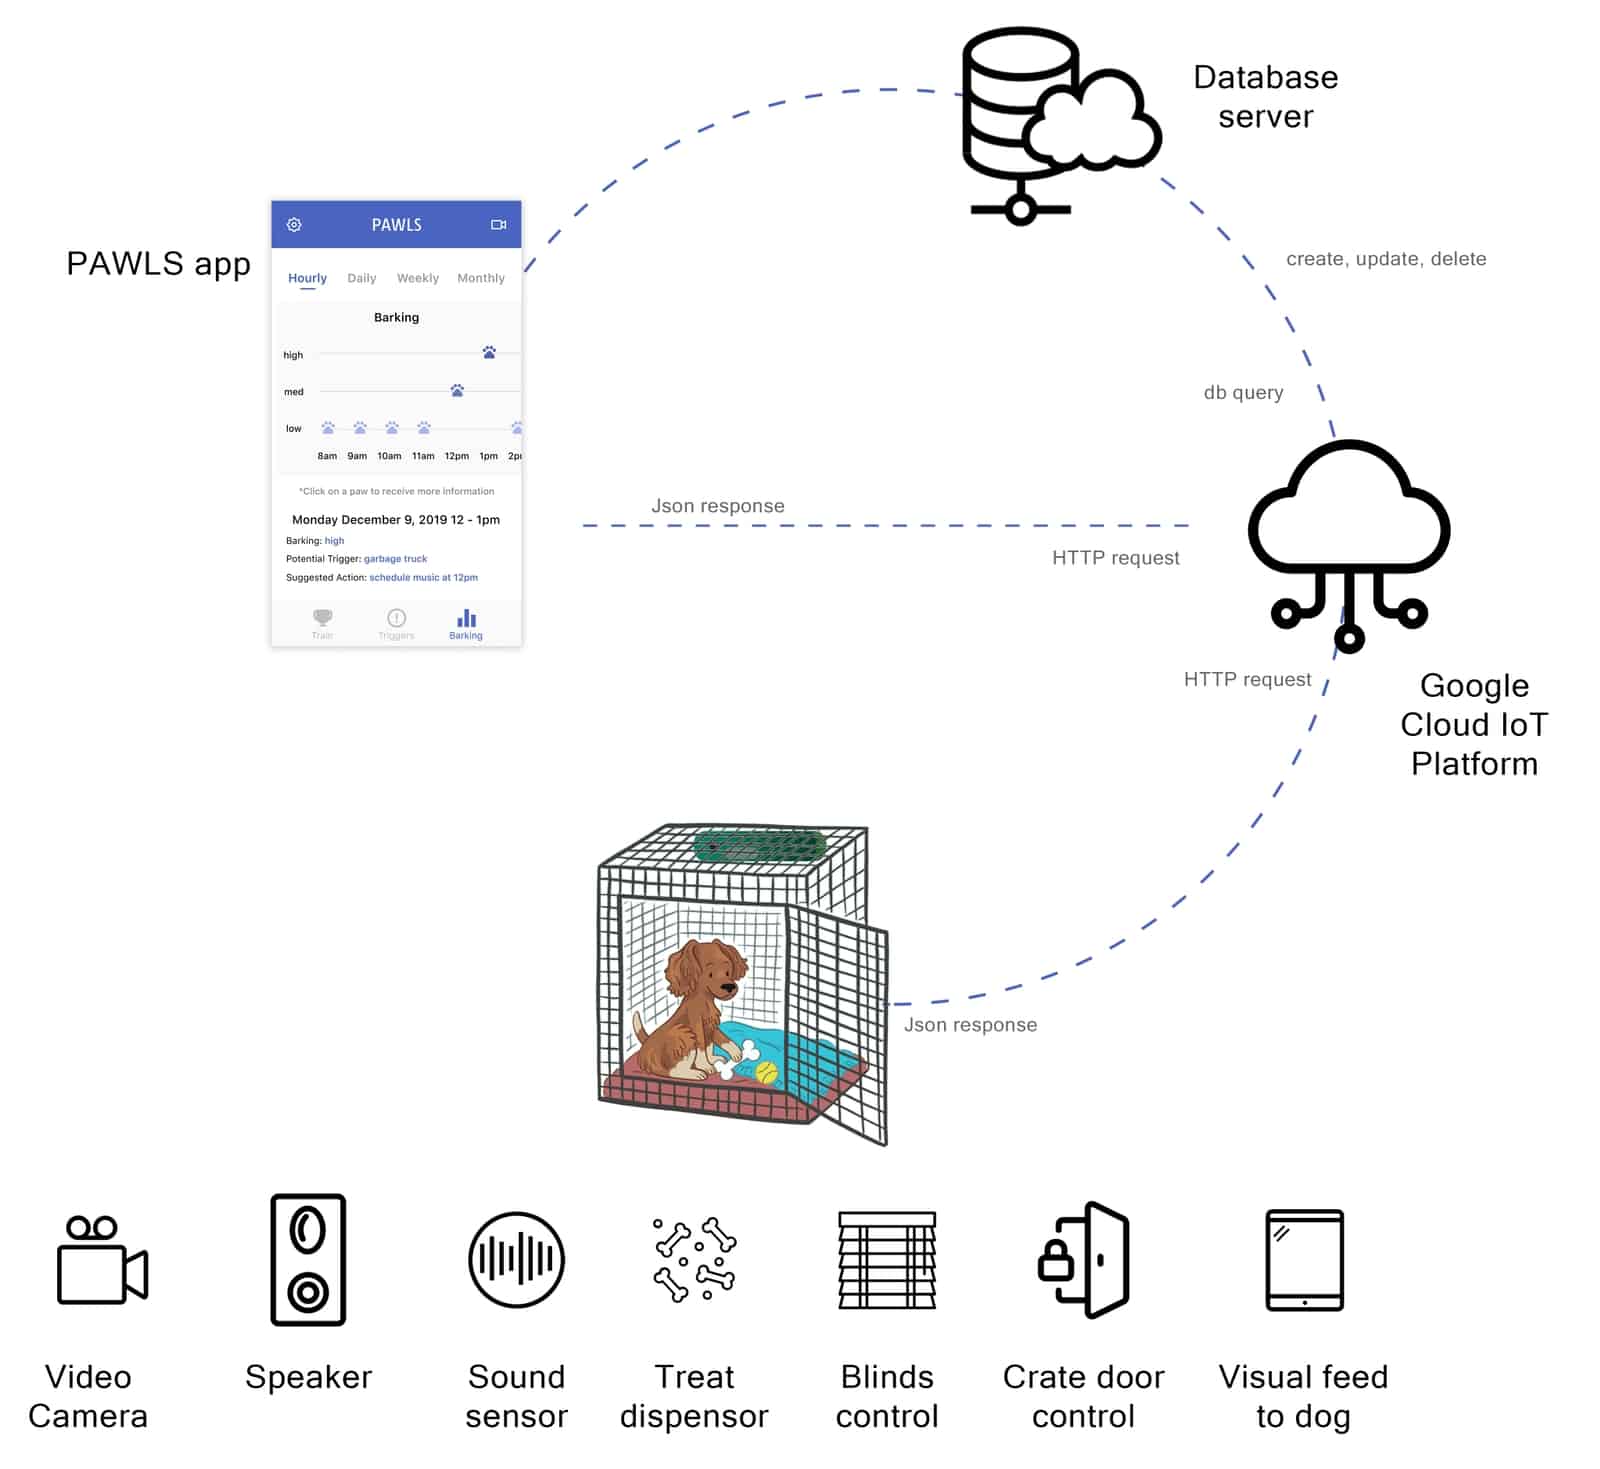 Database
server
PAWLS app
PAWLS
Hourly Daily Weekly Monthly
Barking
high
med
low
8am 9am 10am 11am 12pm 1pm
*Click on a paw to receive more information
Monday December 9, 2019 12 - 1pm
Barking: high
Potential Trigger: garbage truck
Suggested Action: schedule music at 12pm
Train Triggers Barking
create, update, delete
db query
Json response
HTTP request
HTTP request
Google
Cloud IoT
Platform
Json response
Video
Camera
Speaker
Sound
sensor
Treat
dispensor
Blinds
control
Crate door
control
Visual feed
to dog